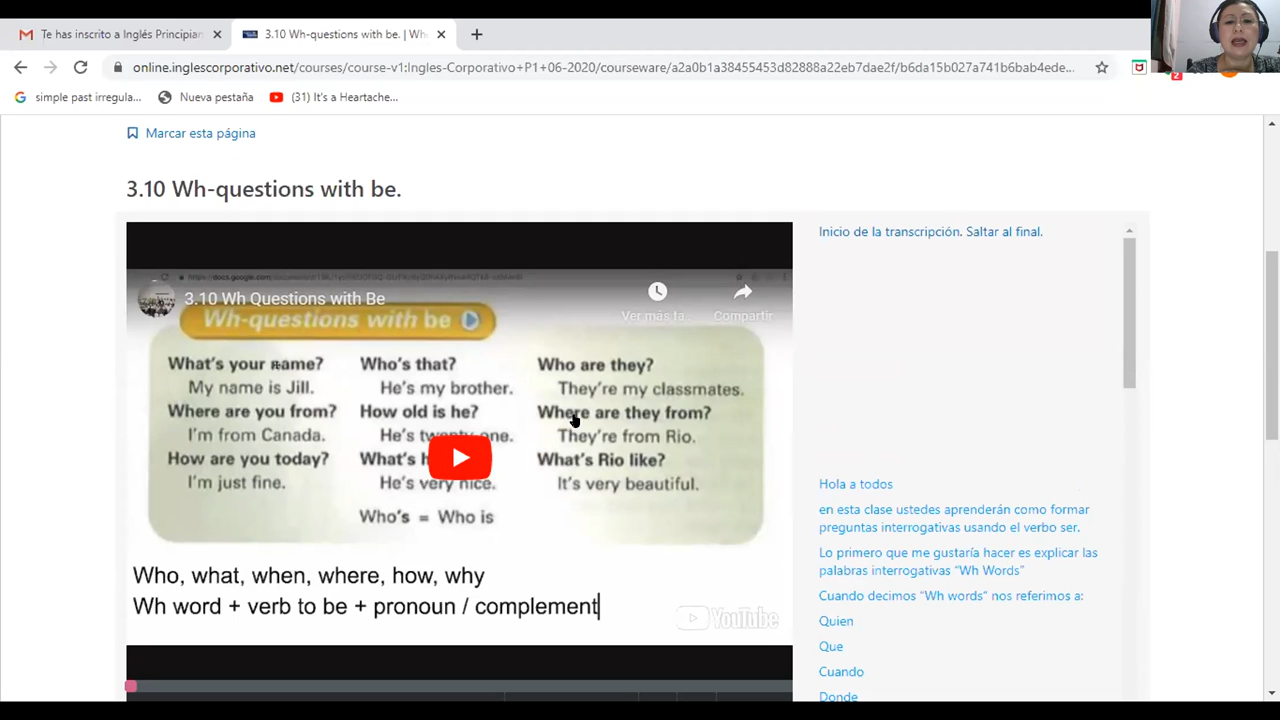 Te has inscrito a Inglés Principian
3.10 Wh-questions with be. | Wh
online.inglescorporativo.net/courses/course-v1:Ingles-Corporativo+P1+06-2020/courseware/a2a0b1a38455453d82888a22eb7dae2f/b6da15b027a741b6bab4ede...
2
simple past irregula...
Nueva pestaña
(31) It's a Heartache...
Marcar esta página
3.10 Wh-questions with be.
3.10 Wh Questions with Be
Ver más ta...
Compartir
Wh-questions with be
What's your name?
My name is Jill.
Where are you from?
I'm from Canada.
How are you today?
I'm just fine.
Who's that?
He's my brother.
How old is he?
He's twenty-one.
What's
He's very nice.
Who's = Who is
Who are they?
They're my classmates.
Where are they from?
They're from Rio.
What's Rio like?
It's very beautiful.
Who, what, when, where, how, why
Wh word + verb to be + pronoun / complement
YouTube
Inicio de la transcripción. Saltar al final.
Hola a todos
en esta clase ustedes aprenderán como formar
preguntas interrogativas usando el verbo ser.
Lo primero que me gustaría hacer es explicar las
palabras interrogativas “Wh Words”
Cuando decimos “Wh words” nos referimos a:
Quien
Que
Cuando
Donde